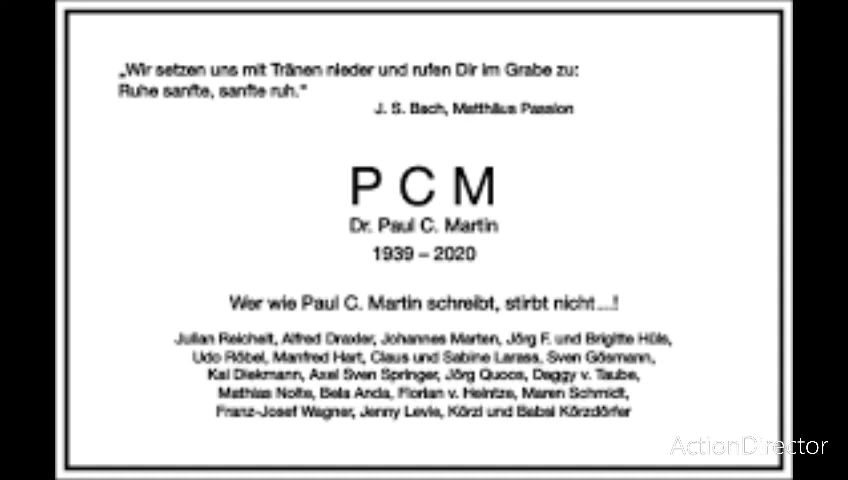 „Wir setzen uns mit Tränen nieder und rufen Dir im Grabe zu:
Ruhe sanfte, sanfte ruh.“
J. S. Bach, Matthäus Passion
P C M
Dr. Paul C. Martin
1939 – 2020
Wer wie Paul C. Martin schreibt, stirbt nicht...!
Julian Reichelt, Alfred Draxler, Johannes Marten, Jörg F. und Brigitte Hüls,
Udo Röbel, Manfred Hart, Claus und Sabine Larass, Sven Gösmann,
Kai Diekmann, Axel Sven Springer, Jörg Quoos, Daggy v. Taube,
Mathias Nolte, Bela Anda, Florian v. Heintze, Maren Schmidt,
Franz-Josef Wagner, Jenny Levie, Körzi und Babsi Körzdörfer
ActionDirector